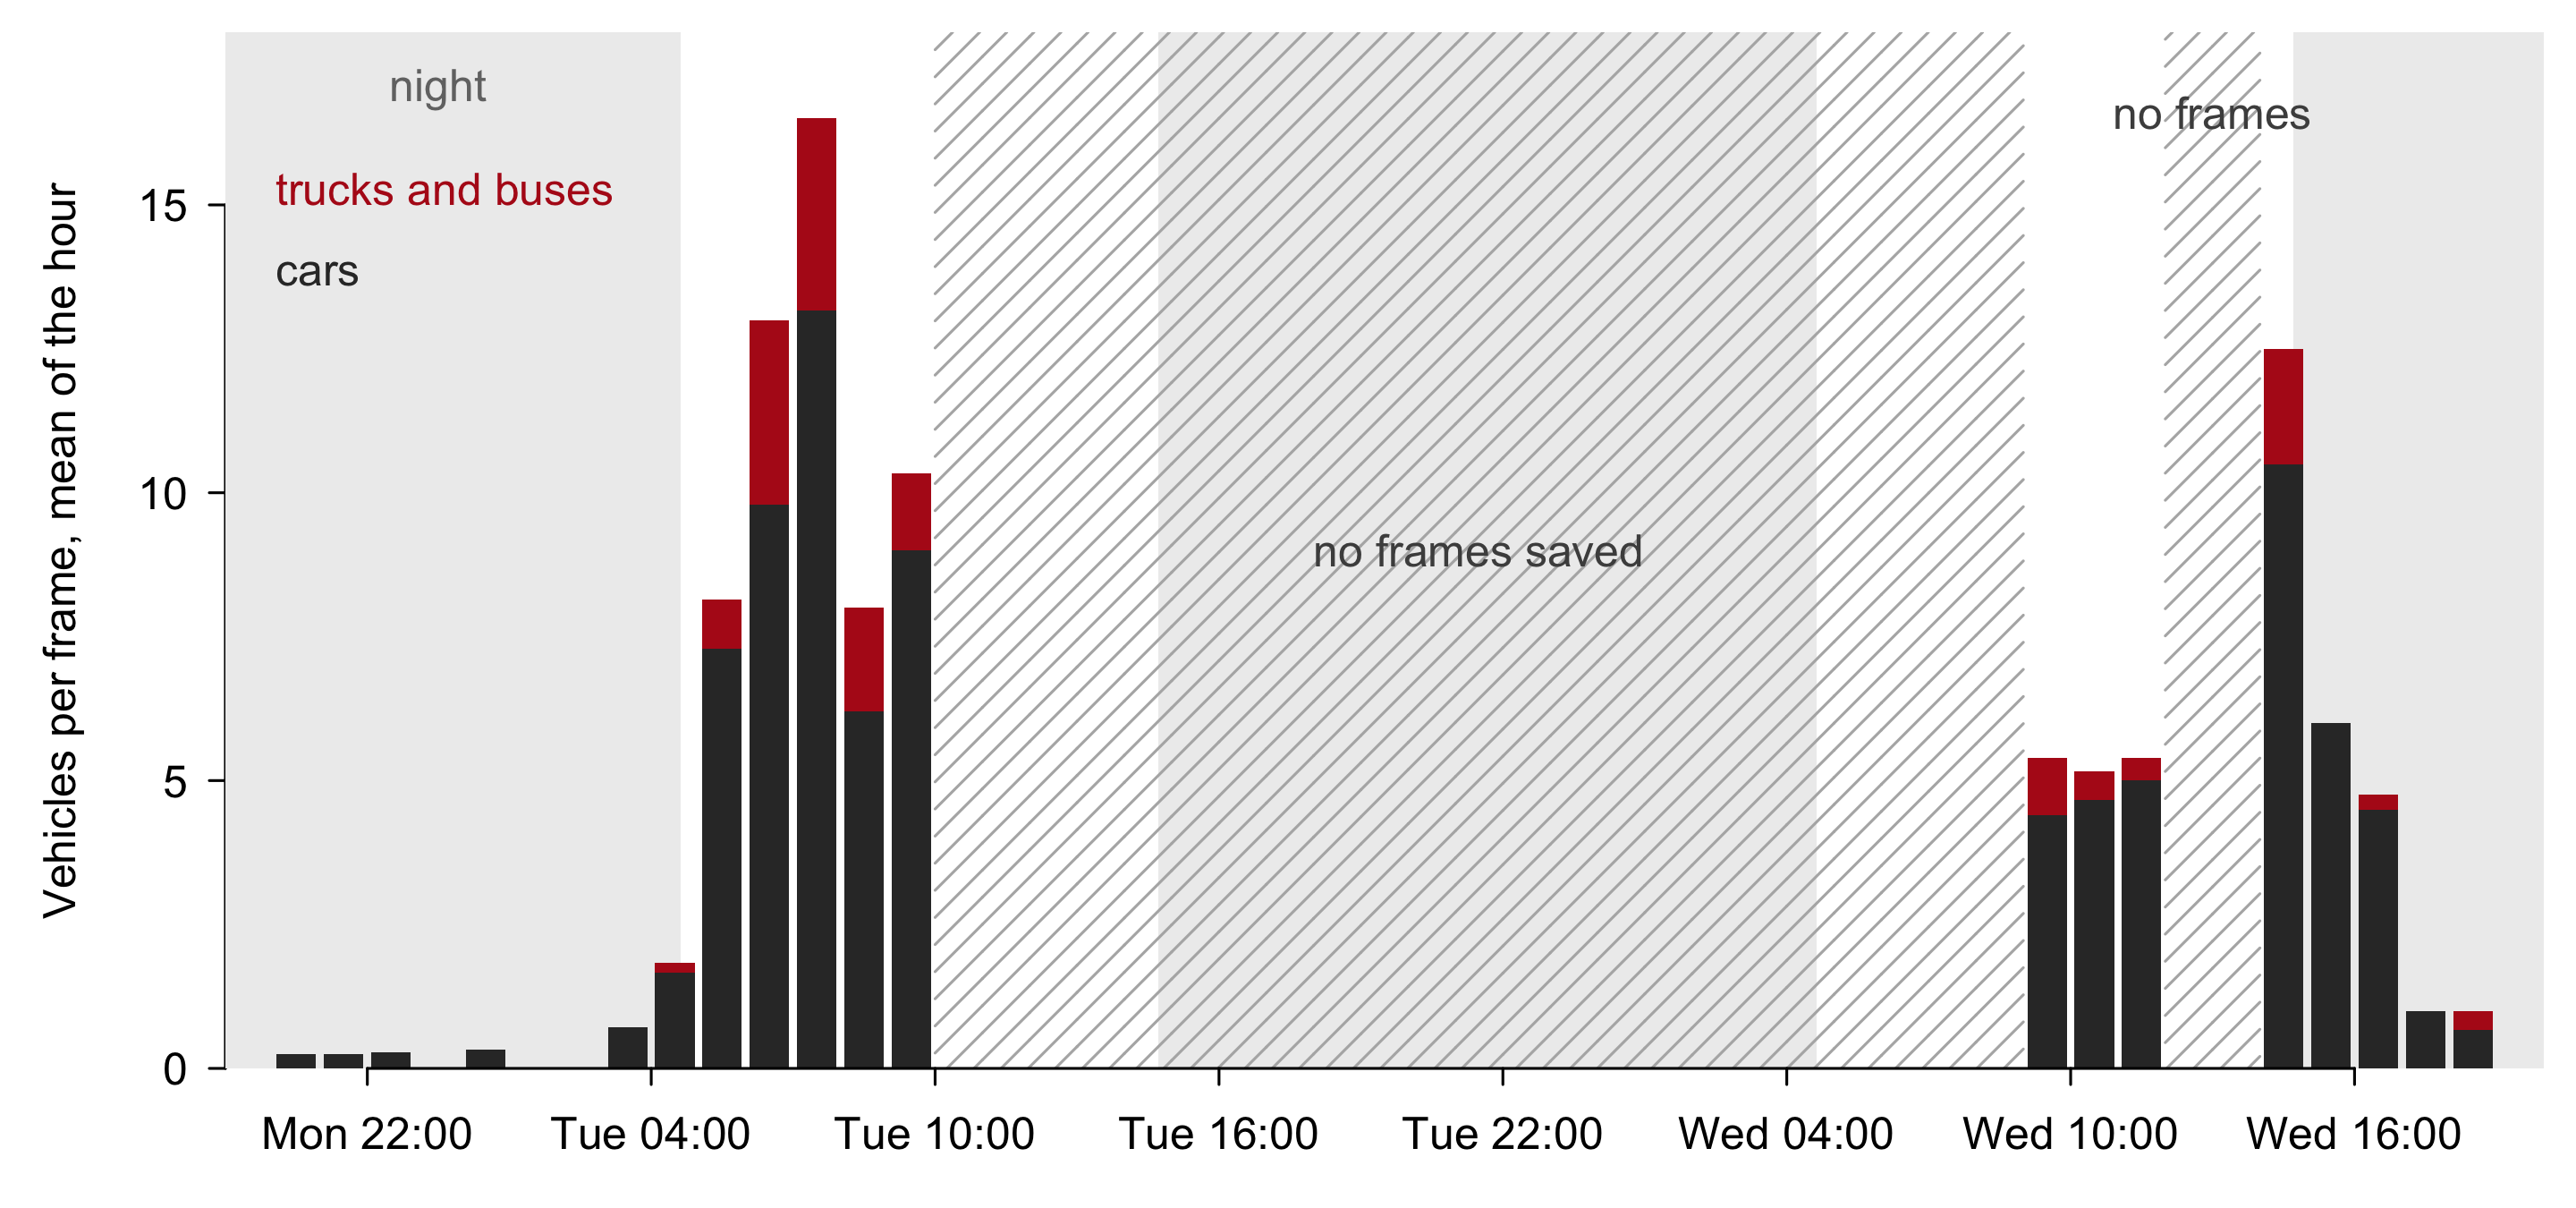 night
no frames
trucks and buses
cars
no frames saved
Vehicles per frame, mean of the hour
15
10
5
0
Mon 22:00
Tue 04:00
Tue 10:00
Tue 16:00
Tue 22:00
Wed 04:00
Wed 10:00
Wed 16:00